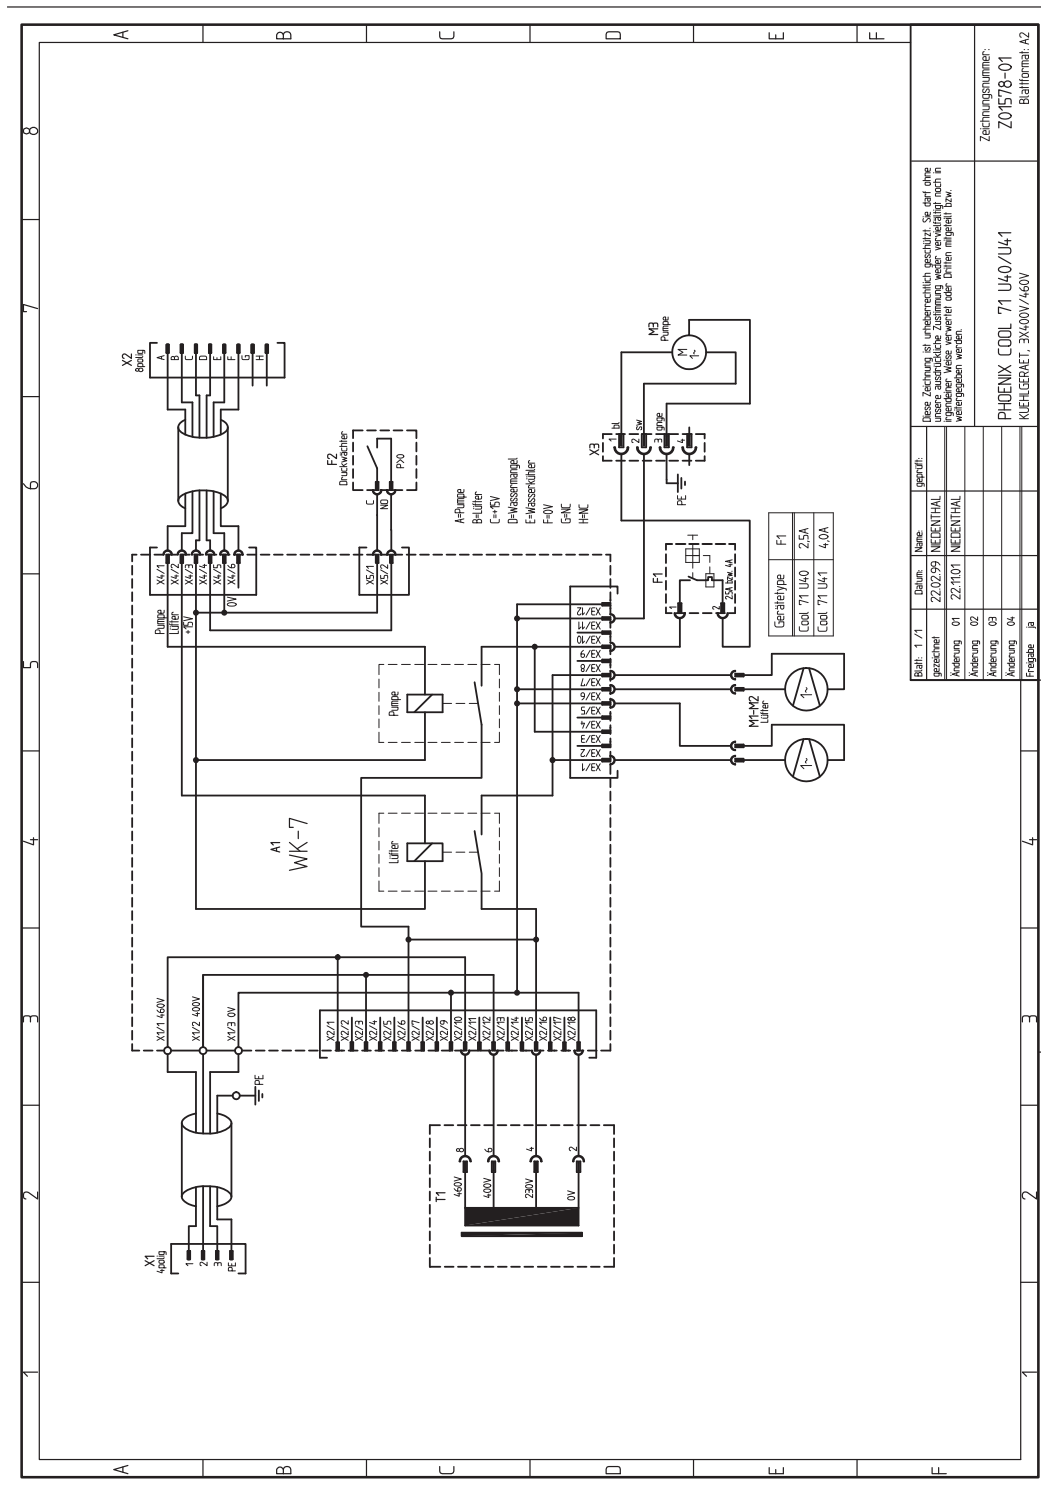 A
B
C
D
E
F
8
7
6
5
4
3
2
1
X2
8polig
A
B
C
D
E
F
G
H
X4/1
X4/2
X4/3
X4/4
X4/5
X4/6
Pumpe
Lüfter
+15V
0V
F2
Druckwächter
P>0
C
NO
X5/1
X5/2
A=Pumpe
B=Lüfter
C=+15V
D=Wassermangel
E=Wasserkühler
F=0V
G=NC
H=NC
M3
Pumpe
M
1~
EX
1
2
3
4
bl
sw
gnge
PE
F1
1
2
2.5A bzw. 4A
Gerätetype F1
Cool 71 U40 2,5A
Cool 71 U41 4,0A
Pumpe
Lüfter
A1
WK-7
X3/12
X3/11
X3/10
X3/9
X3/8
X3/7
X3/6
X3/5
X3/4
X3/3
X3/2
X3/1
M1-M2
Lüfter
1~
1~
X1/1 460V
X1/2 400V
X1/3 0V
X2/1
X2/2
X2/3
X2/4
X2/5
X2/6
X2/7
X2/8
X2/9
X2/10
X2/11
X2/12
X2/13
X2/14
X2/15
X2/16
X2/17
X2/18
PE
X1
4polig
1
2
3
PE
T1
460V
400V
230V
0V
8
6
4
2
Blatt: 1 /1 Datum: Name: geprüft:
gezeichnet 22.02.99 NIEDENTHAL
Änderung 01 22.11.01 NIEDENTHAL
Änderung 02
Änderung 03
Änderung 04
Freigabe ja
Diese Zeichnung ist urheberrechtlich geschützt. Sie darf ohne
unsere ausdrückliche Zustimmung weder vervielfältigt noch in
irgendeiner Weise verwertet oder Dritten mitgeteilt bzw.
weitergegeben werden.
PHOENIX COOL 71 U40/U41
KUEHLGERAET, 3X400V/460V
Zeichnungsnummer:
Z01578-01
Blattformat: A2
4
3
2
1
A
B
C
D
E
F